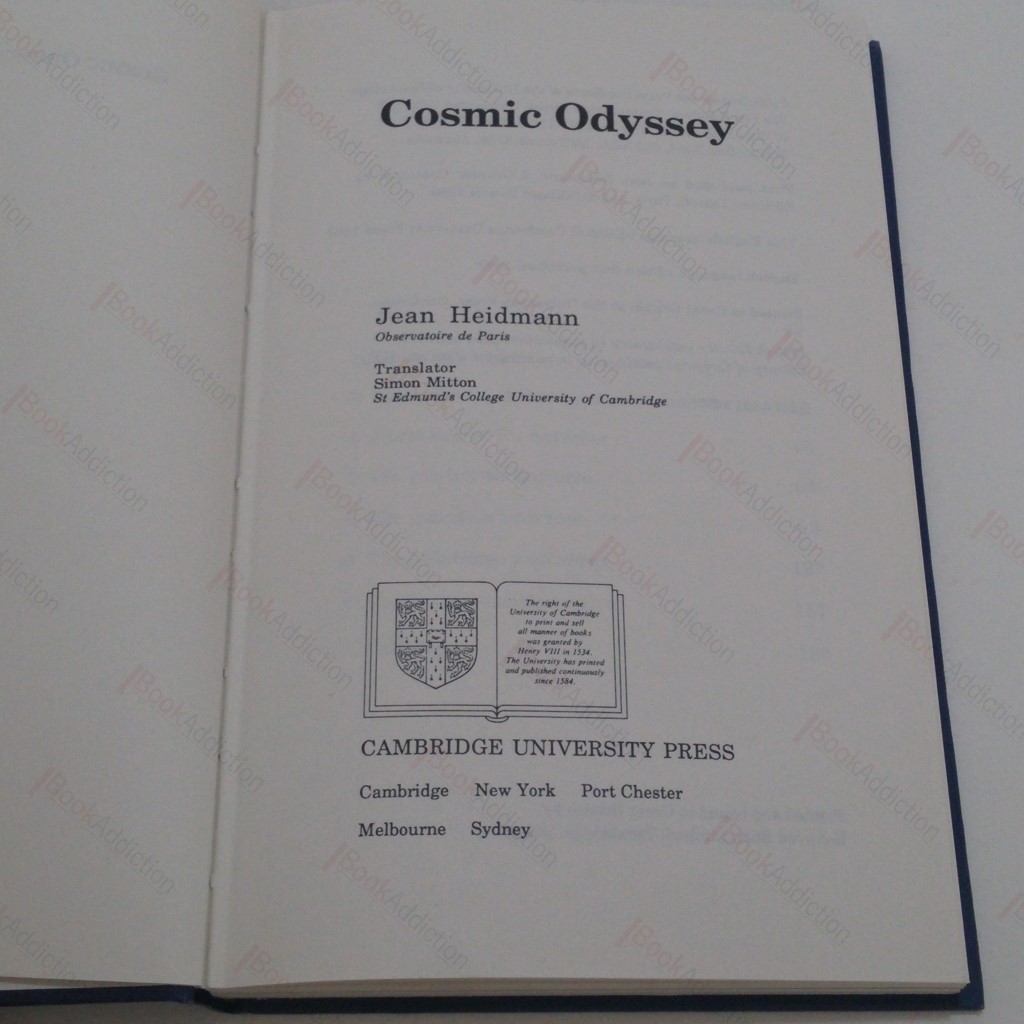 Cosmic Odyssey
Jean Heidmann
Observatoire de Paris
Translator
Simon Mitton
St Edmund's College University of Cambridge
The right of the
University of Cambridge
to print and sell
all manner of books
was granted by
Henry VIII in 1534.
The University has printed
and published continuously
since 1584.
CAMBRIDGE UNIVERSITY PRESS
Cambridge New York Port Chester
Melbourne Sydney
BookAddiction